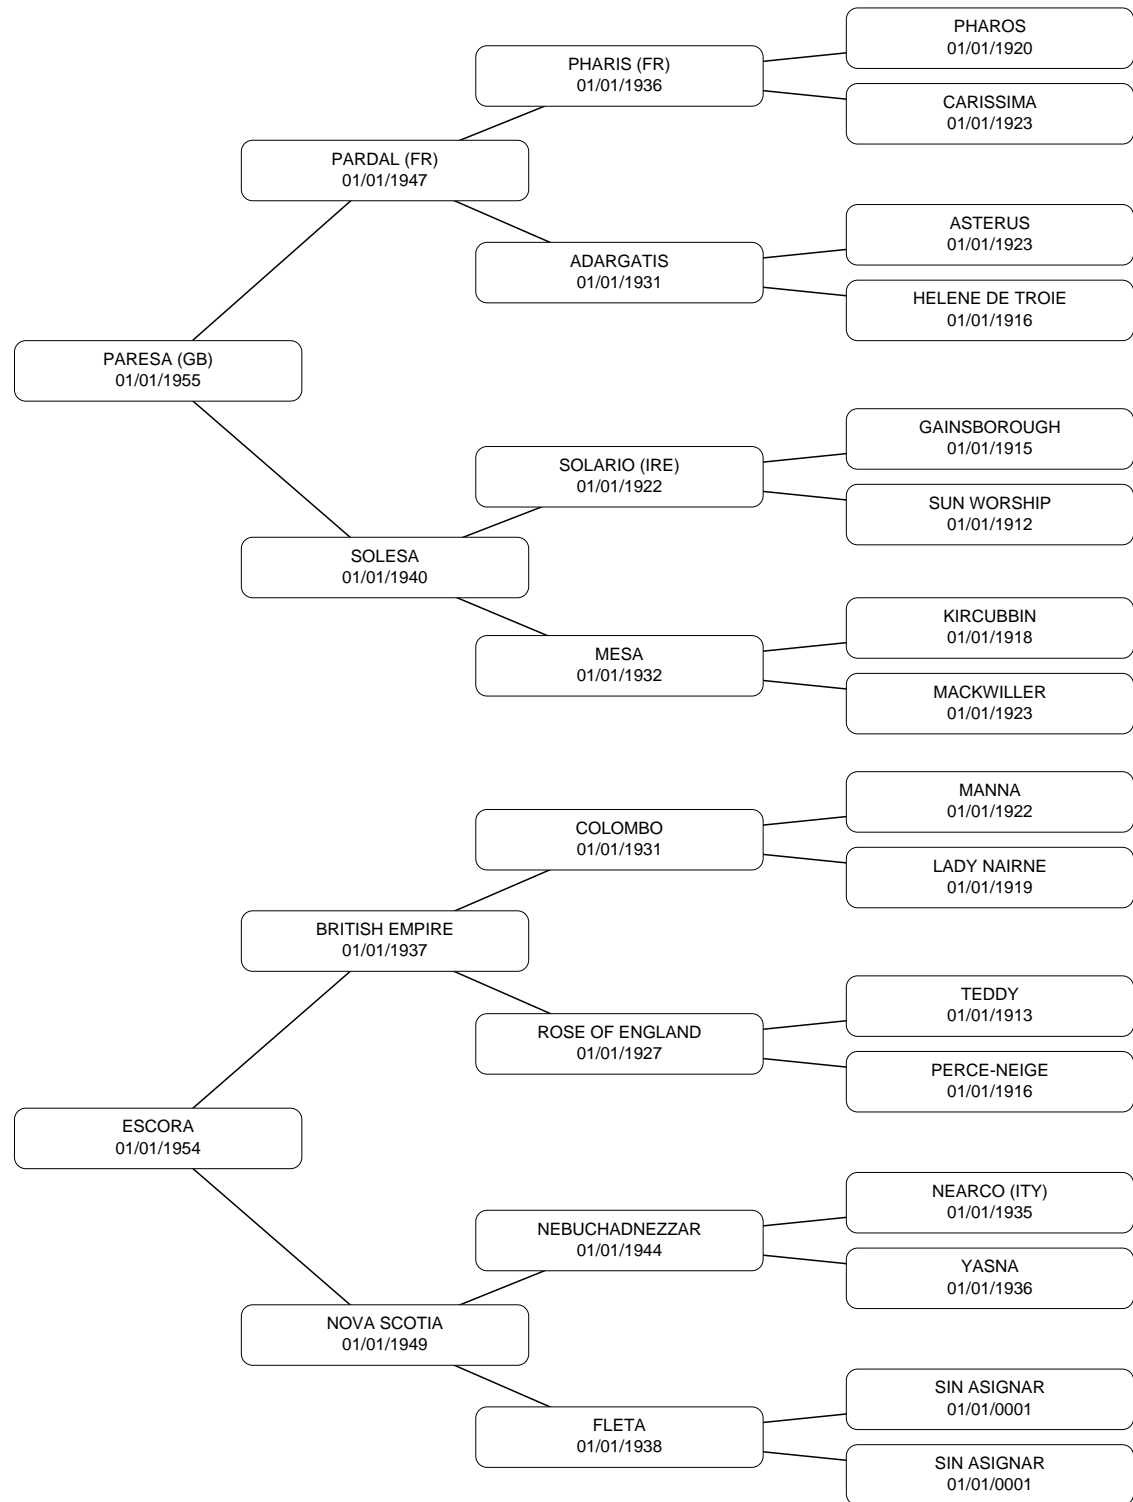 PHAROS
01/01/1920
PHARIS (FR)
01/01/1936
CARISSIMA
01/01/1923
PARDAL (FR)
01/01/1947
ASTERUS
01/01/1923
ADARGATIS
01/01/1931
HELENE DE TROIE
01/01/1916
PARESA (GB)
01/01/1955
GAINSBOROUGH
01/01/1915
SOLARIO (IRE)
01/01/1922
SUN WORSHIP
01/01/1912
SOLESA
01/01/1940
KIRCUBBIN
01/01/1918
MESA
01/01/1932
MACKWILLER
01/01/1923
MANNA
01/01/1922
COLOMBO
01/01/1931
LADY NAIRNE
01/01/1919
BRITISH EMPIRE
01/01/1937
TEDDY
01/01/1913
ROSE OF ENGLAND
01/01/1927
PERCE-NEIGE
01/01/1916
ESCORA
01/01/1954
NEARCO (ITY)
01/01/1935
NEBUCHADNEZZAR
01/01/1944
YASNA
01/01/1936
NOVA SCOTIA
01/01/1949
SIN ASIGNAR
01/01/0001
FLETA
01/01/1938
SIN ASIGNAR
01/01/0001